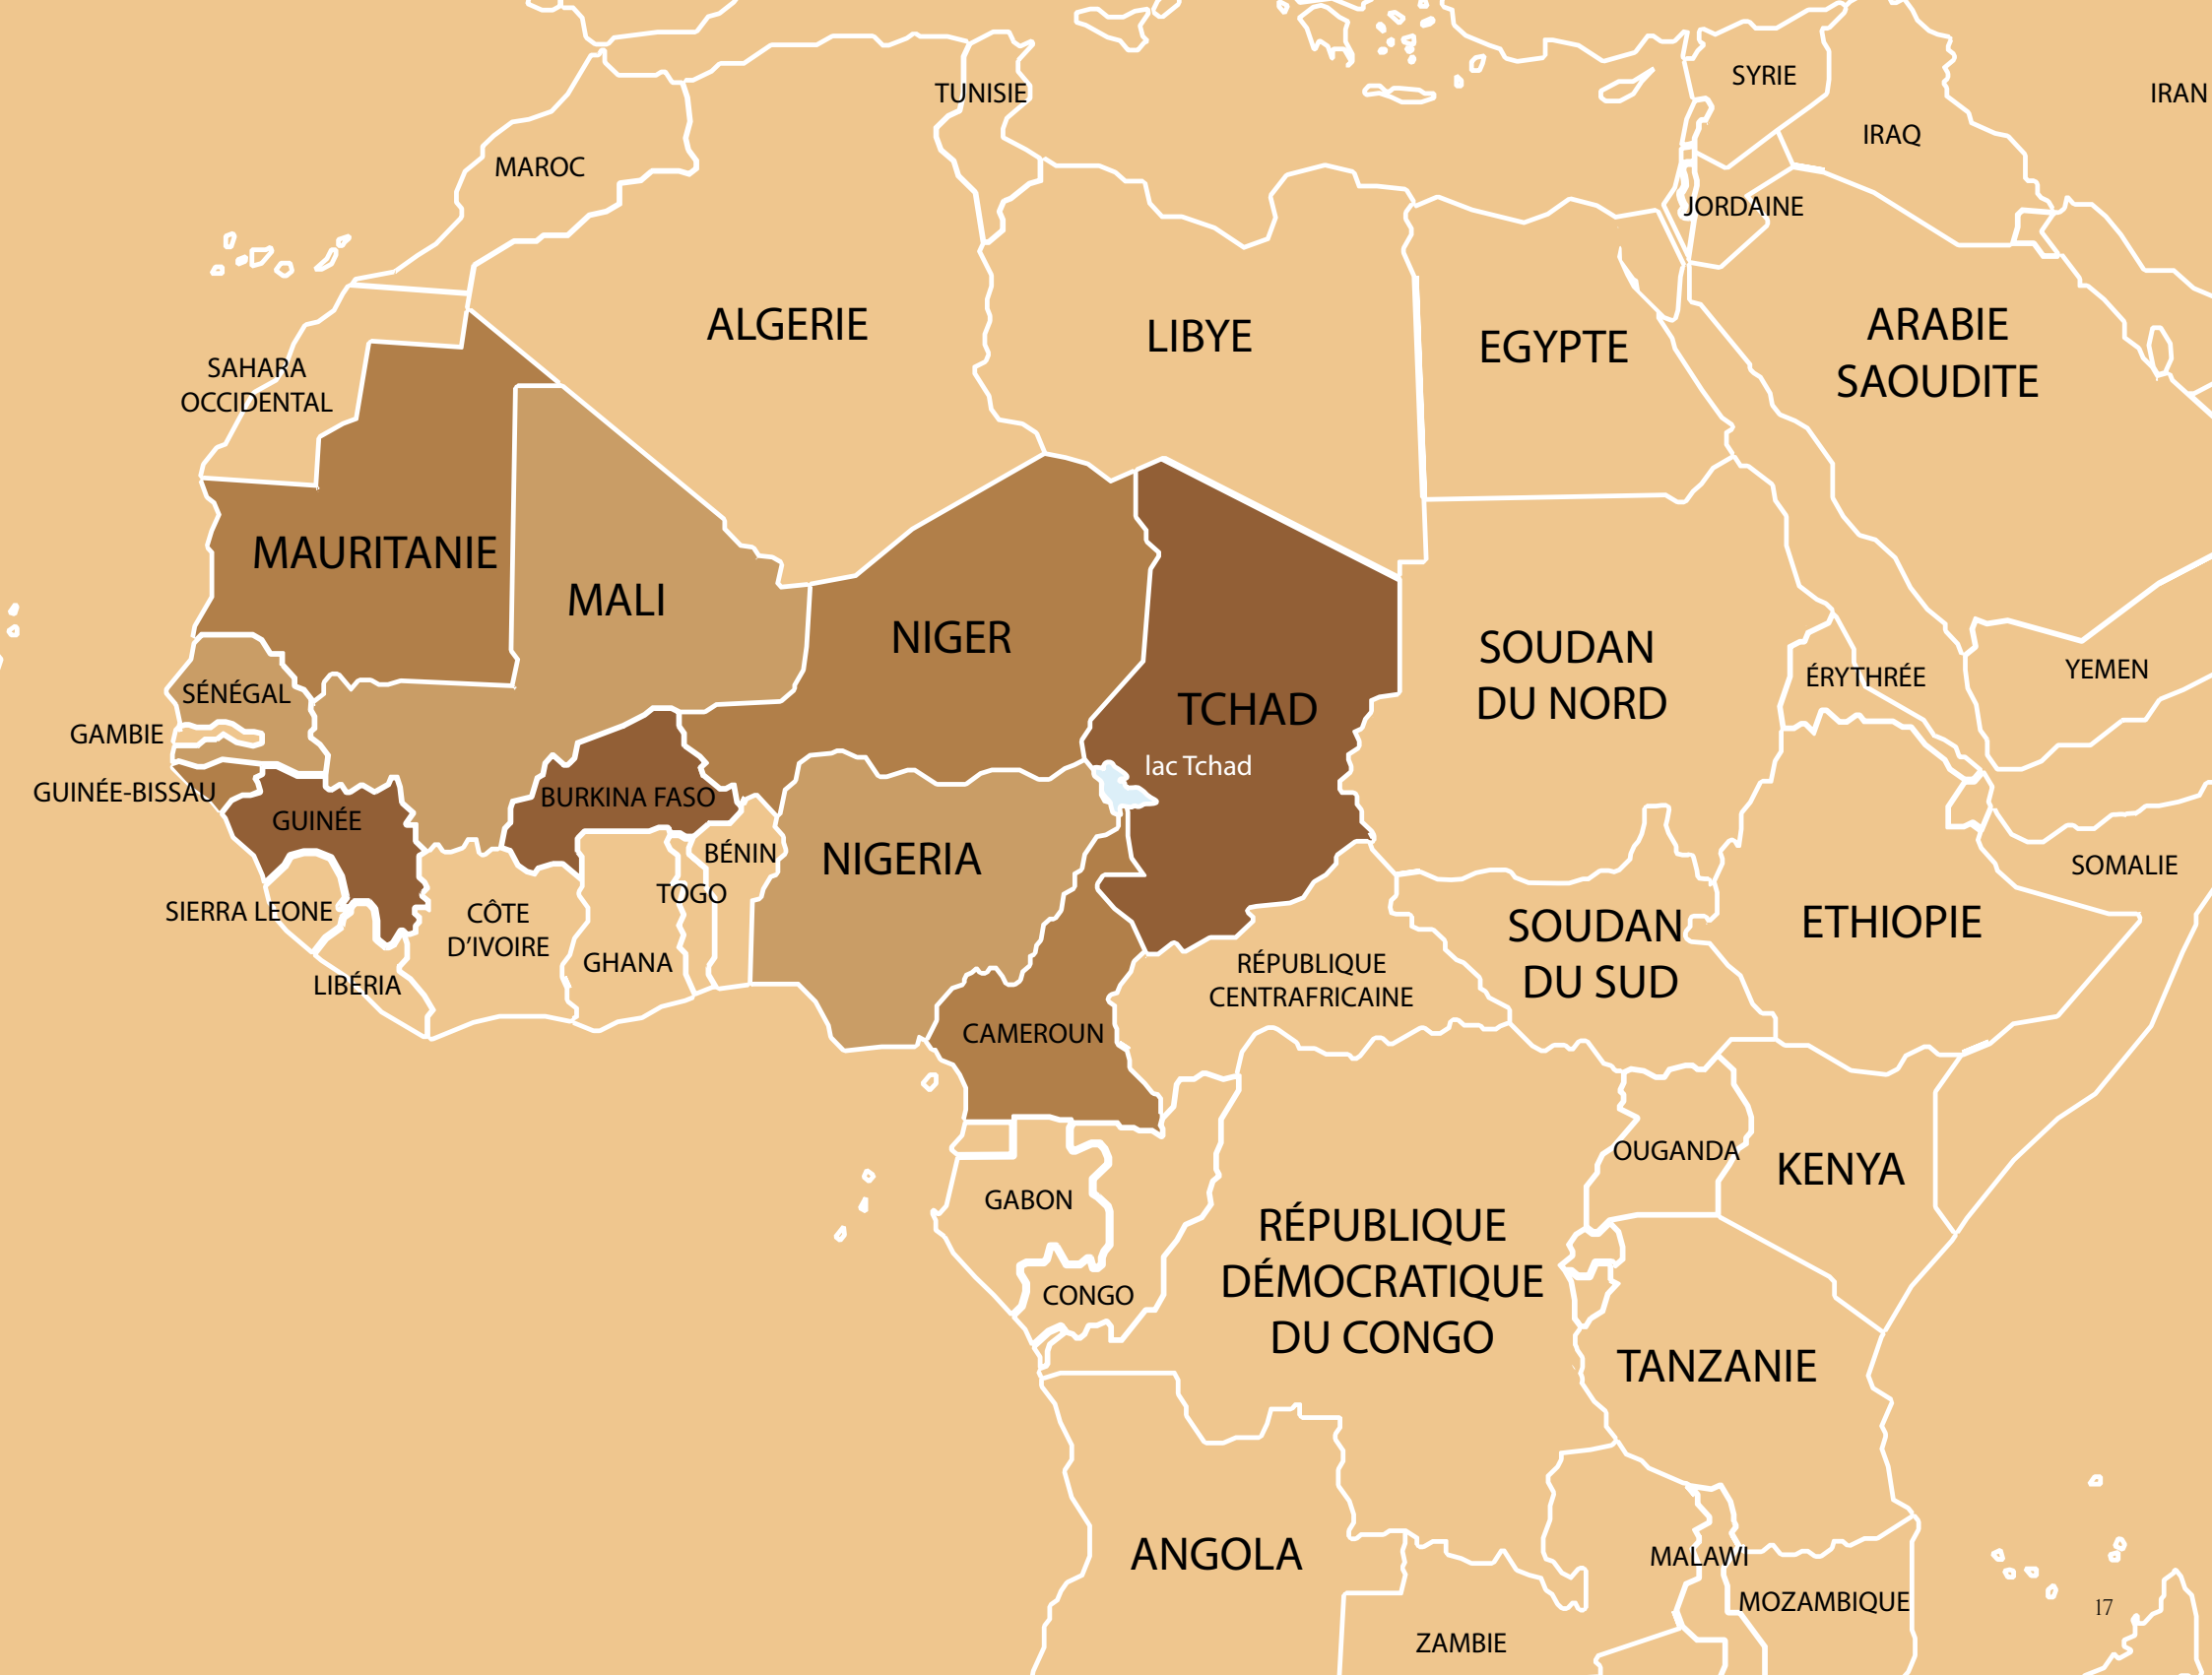 TUNISIE
SYRIE
IRAN
IRAQ
MAROC
JORDAINE
ALGERIE
LIBYE
EGYPTE
ARABIE
SAOUDITE
SAHARA
OCCIDENTAL
MAURITANIE
MALI
NIGER
TCHAD
lac Tchad
SOUDAN
DU NORD
ÉRYTHRÉE
YEMEN
SÉNÉGAL
GAMBIE
GUINÉE-BISSAU
GUINÉE
BURKINA FASO
BÉNIN
NIGERIA
TOGO
SIERRA LEONE
CÔTE
D'IVOIRE
GHANA
LIBÉRIA
SOMALIE
SOUDAN
DU SUD
ETHIOPIE
RÉPUBLIQUE
CENTRAFRICAINE
CAMEROUN
OUGANDA
KENYA
GABON
RÉPUBLIQUE
DÉMOCRATIQUE
DU CONGO
CONGO
TANZANIE
ANGOLA
MALAWI
MOZAMBIQUE
ZAMBIE
17